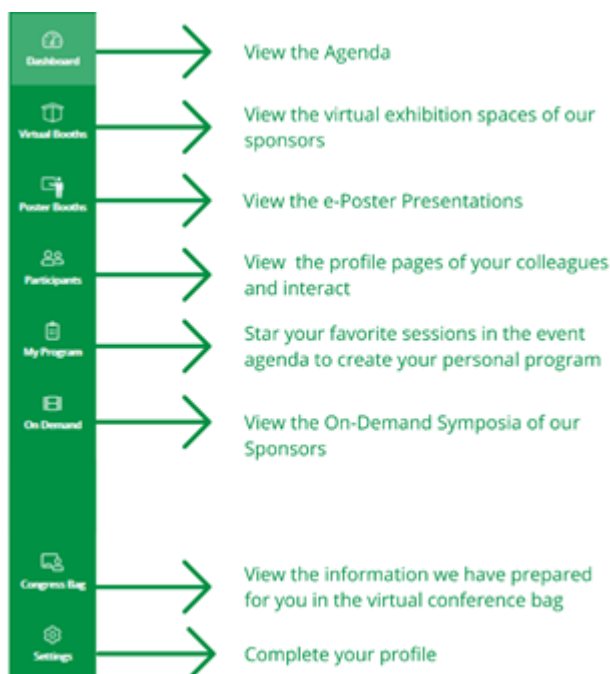 Dashboard
View the Agenda
Virtual Booths
View the virtual exhibition spaces of our
sponsors
Poster Booths
View the e-Poster Presentations
Participants
View the profile pages of your colleagues
and interact
My Program
Star your favorite sessions in the event
agenda to create your personal program
On Demand
View the On-Demand Symposia of our
Sponsors
Congress Bag
View the information we have prepared
for you in the virtual conference bag
Settings
Complete your profile